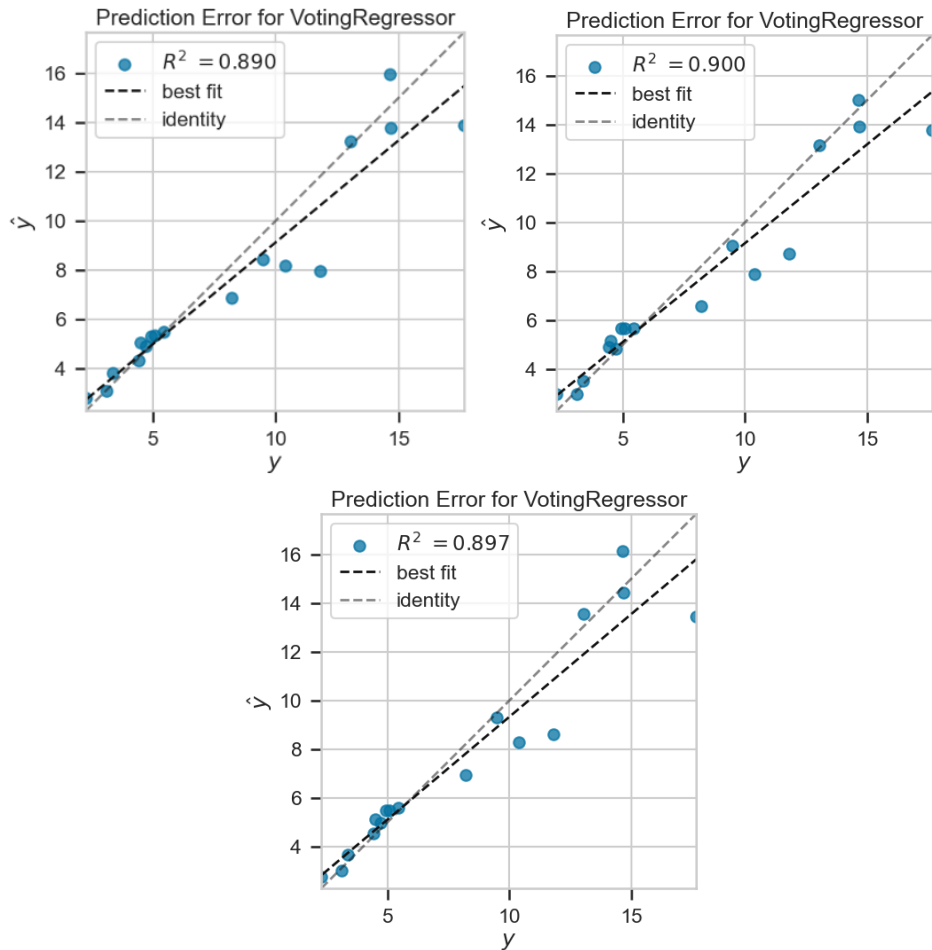 Prediction Error for VotingRegressor
R² = 0.890
best fit
identity
16
14
12
10
8
6
4
ŷ
5
10
15
y
Prediction Error for VotingRegressor
R² = 0.900
best fit
identity
16
14
12
10
8
6
4
ŷ
5
10
15
y
Prediction Error for VotingRegressor
R² = 0.897
best fit
identity
16
14
12
10
8
6
4
ŷ
5
10
15
y